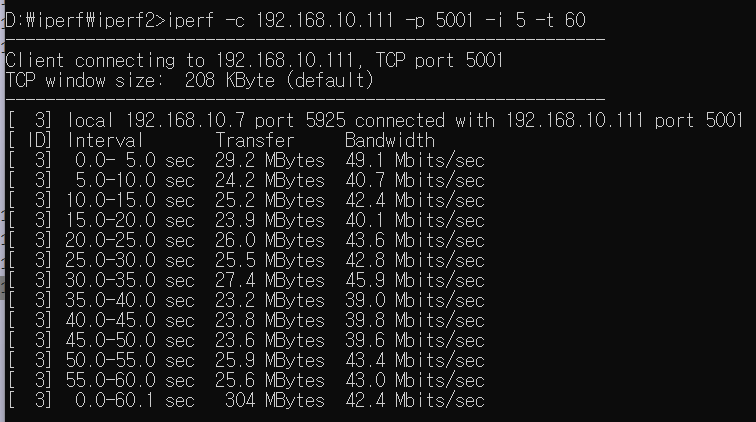 D:₩iperf₩iperf2>iperf -c 192.168.10.111 -p 5001 -i 5 -t 60
------------------------------------------------------------
Client connecting to 192.168.10.111, TCP port 5001
TCP window size:  208 KByte (default)
------------------------------------------------------------
[  3] local 192.168.10.7 port 5925 connected with 192.168.10.111 port 5001
[ ID] Interval       Transfer     Bandwidth
[  3]  0.0- 5.0 sec  29.2 MBytes  49.1 Mbits/sec
[  3]  5.0-10.0 sec  24.2 MBytes  40.7 Mbits/sec
[  3] 10.0-15.0 sec  25.2 MBytes  42.4 Mbits/sec
[  3] 15.0-20.0 sec  23.9 MBytes  40.1 Mbits/sec
[  3] 20.0-25.0 sec  26.0 MBytes  43.6 Mbits/sec
[  3] 25.0-30.0 sec  25.5 MBytes  42.8 Mbits/sec
[  3] 30.0-35.0 sec  27.4 MBytes  45.9 Mbits/sec
[  3] 35.0-40.0 sec  23.2 MBytes  39.0 Mbits/sec
[  3] 40.0-45.0 sec  23.8 MBytes  39.8 Mbits/sec
[  3] 45.0-50.0 sec  23.6 MBytes  39.6 Mbits/sec
[  3] 50.0-55.0 sec  25.9 MBytes  43.4 Mbits/sec
[  3] 55.0-60.0 sec  25.6 MBytes  43.0 Mbits/sec
[  3]  0.0-60.1 sec   304 MBytes  42.4 Mbits/sec